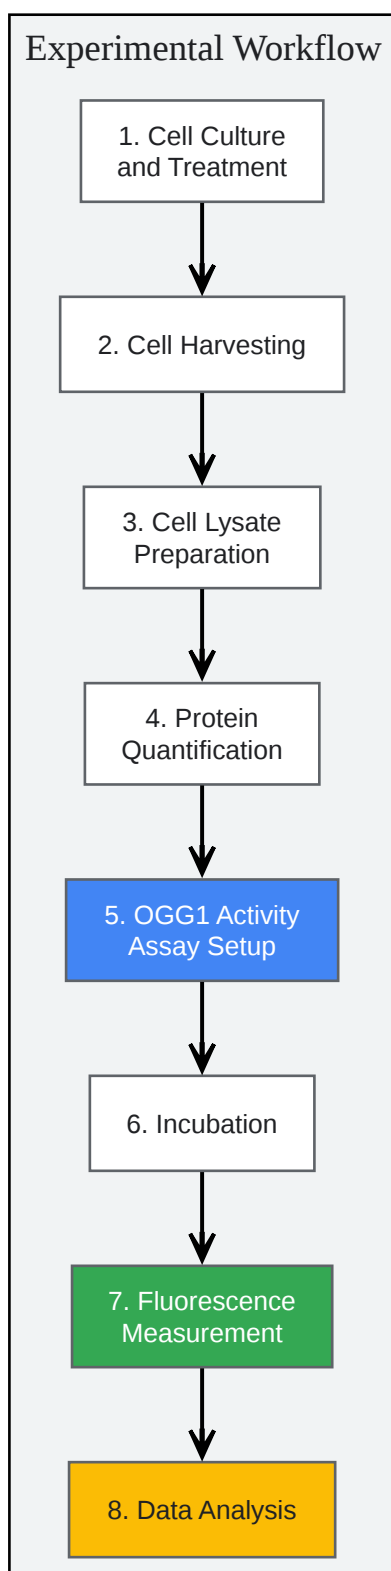 Experimental Workflow
1. Cell Culture
and Treatment
2. Cell Harvesting
3. Cell Lysate
Preparation
4. Protein
Quantification
5. OGG1 Activity
Assay Setup
6. Incubation
7. Fluorescence
Measurement
8. Data Analysis